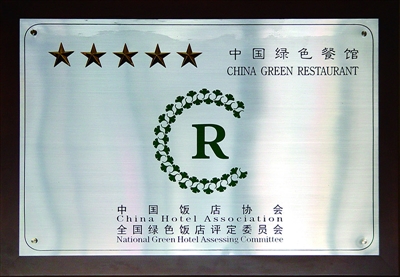 中国绿色餐馆
CHINA GREEN RESTAURANT
R
中国饭店协会
China Hotel Association
全国绿色饭店评定委员会
National Green Hotel Assessing Committee